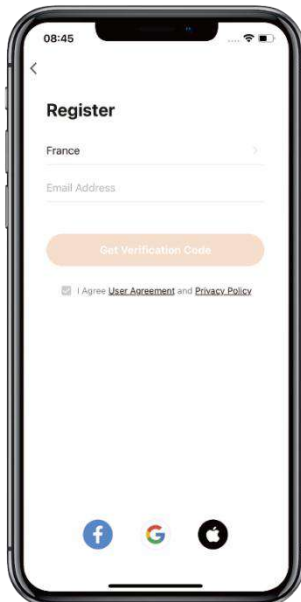 08:45
Register
France
Email Address
Get Verification Code
I Agree User Agreement and Privacy Policy